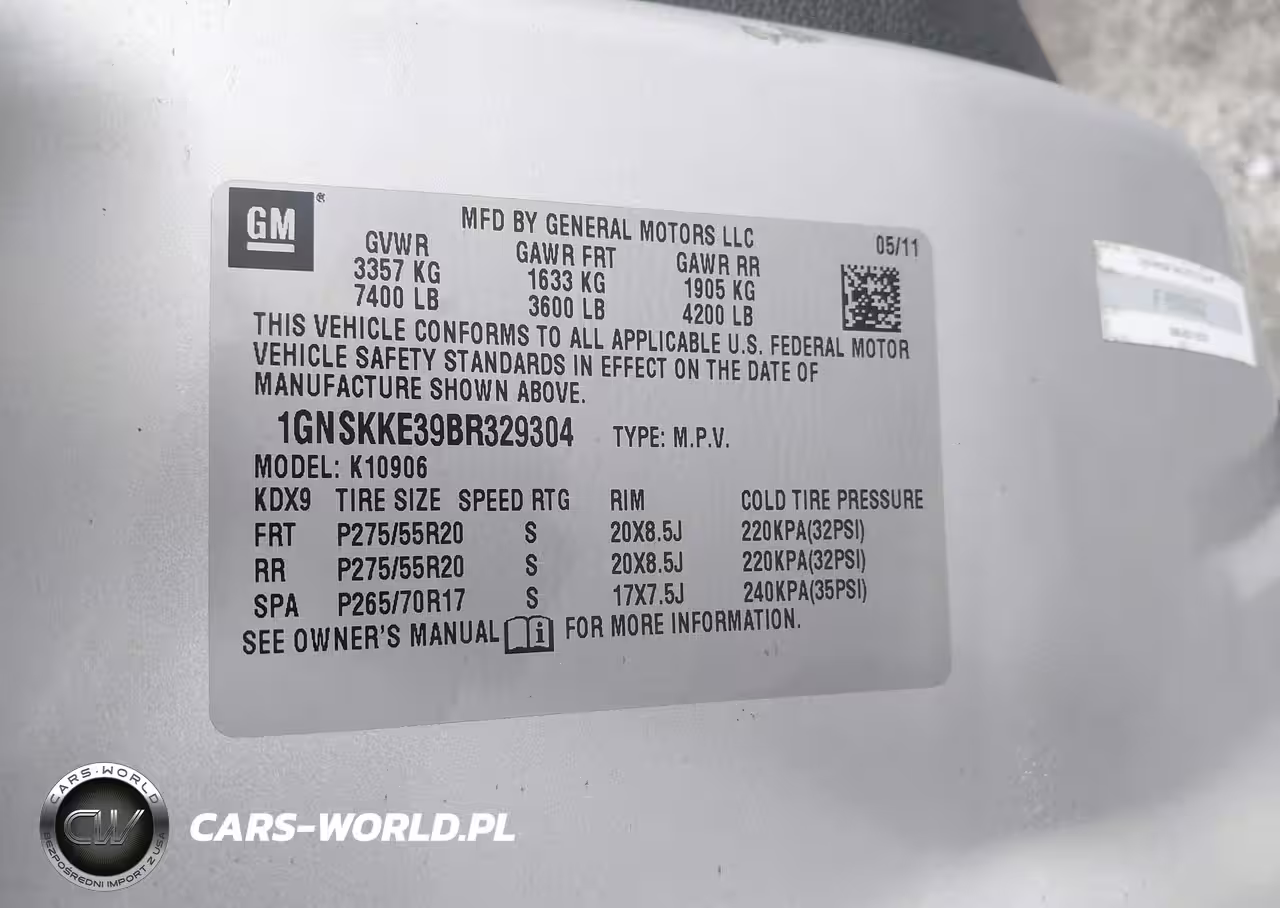 GM ®
MFD BY GENERAL MOTORS LLC
05/11
GVWR GAWR FRT GAWR RR
3357 KG 1633 KG 1905 KG
7400 LB 3600 LB 4200 LB
THIS VEHICLE CONFORMS TO ALL APPLICABLE U.S. FEDERAL MOTOR
VEHICLE SAFETY STANDARDS IN EFFECT ON THE DATE OF
MANUFACTURE SHOWN ABOVE.
1GNSKKE39BR329304 TYPE: M.P.V.
MODEL: K10906
KDX9 TIRE SIZE SPEED RTG RIM COLD TIRE PRESSURE
FRT P275/55R20 S 20X8.5J 220KPA(32PSI)
RR P275/55R20 S 20X8.5J 220KPA(32PSI)
SPA P265/70R17 S 17X7.5J 240KPA(35PSI)
SEE OWNER'S MANUAL i FOR MORE INFORMATION.
CARS-WORLD
CW
BEZPOŚREDNI IMPORT Z USA
CARS-WORLD.PL